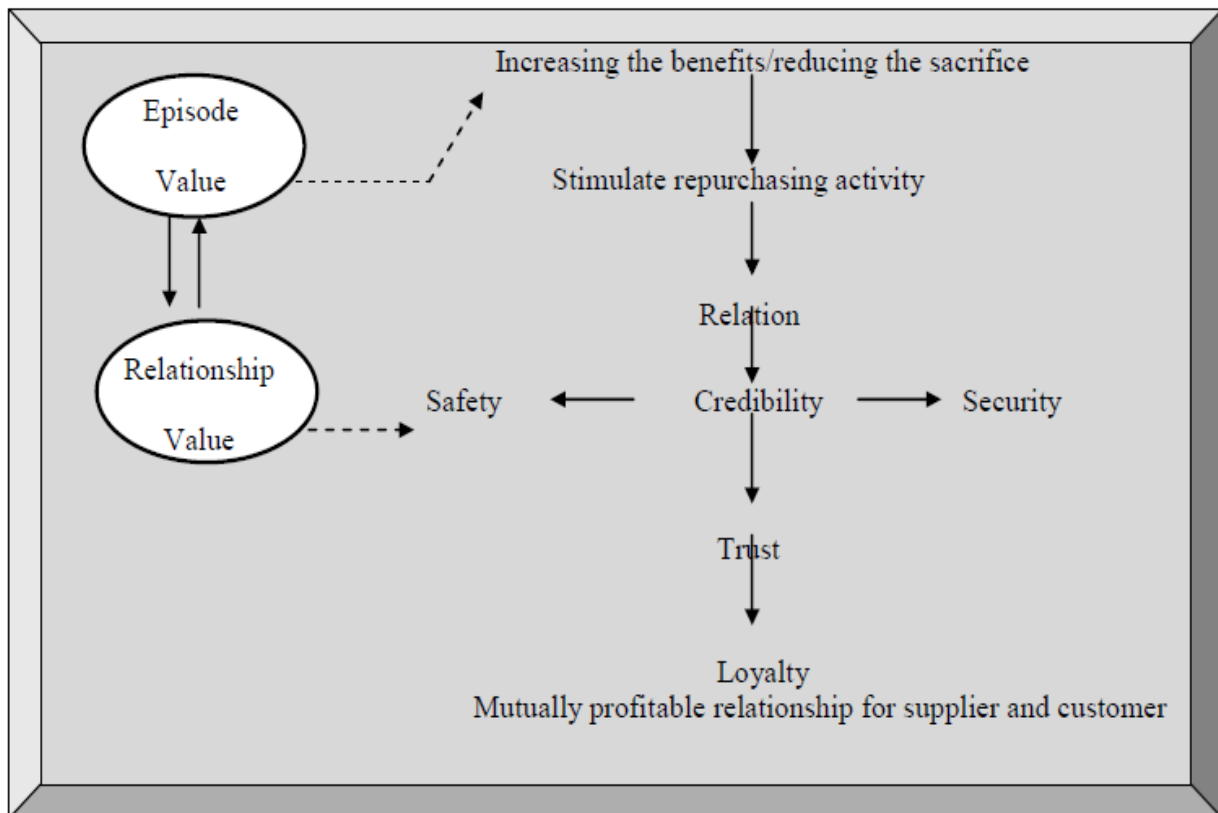 Increasing the benefits/reducing the sacrifice
Episode
Value
Stimulate repurchasing activity
Relation
Relationship
Value
Safety
Credibility
Security
Trust
Loyalty
Mutually profitable relationship for supplier and customer